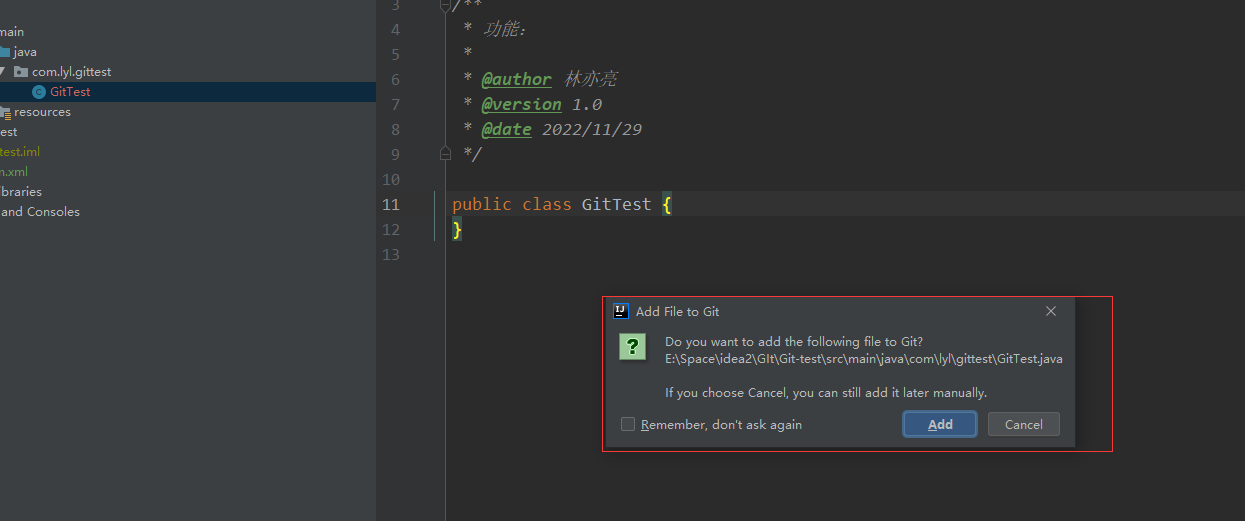 main
java
com.lyl.gittest
GitTest
resources
est
test.iml
m.xml
ibraries
and Consoles
3 /**
4 * 功能：
5 *
6 * @author 林亦亮
7 * @version 1.0
8 * @date 2022/11/29
9 */
10
11 public class GitTest {
12 }
13
Add File to Git
Do you want to add the following file to Git?
E:\Space\idea2\GIt\Git-test\src\main\java\com\lyl\gittest\GitTest.java
If you choose Cancel, you can still add it later manually.
Remember, don't ask again
Add
Cancel